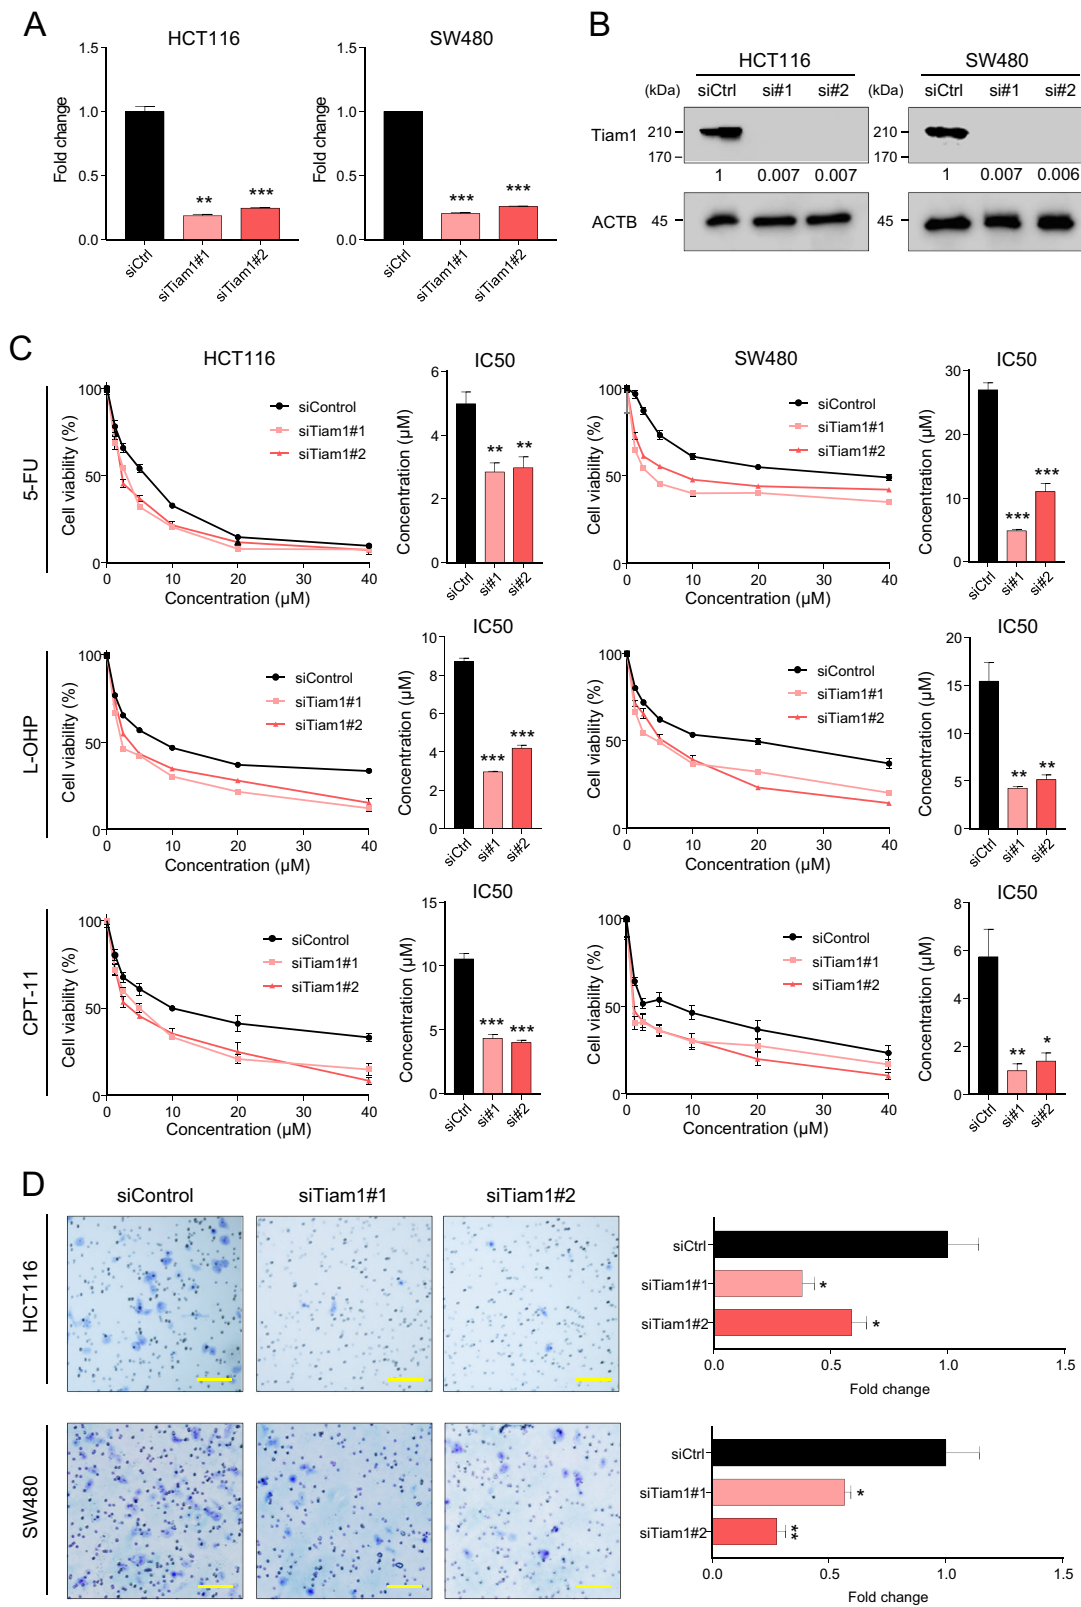 A
HCT116
SW480
Fold change
1.5
1.0
0.5
0.0
**
***
siCtrl
siTiam1#1
siTiam1#2
Fold change
1.5
1.0
0.5
0.0
***
***
siCtrl
siTiam1#1
siTiam1#2
B
HCT116
SW480
(kDa)
siCtrl
si#1
si#2
(kDa)
siCtrl
si#1
si#2
Tiam1
210
170
210
170
1
0.007
0.007
1
0.007
0.006
ACTB
45
45
C
HCT116
IC50
SW480
IC50
5-FU
Cell viability (%)
100
50
0
siControl
siTiam1#1
siTiam1#2
0 10 20 30 40
Concentration (µM)
Concentration (µM)
6
4
2
0
** **
siCtrl
si#1
si#2
Cell viability (%)
100
50
0
siControl
siTiam1#1
siTiam1#2
0 10 20 30 40
Concentration (µM)
Concentration (µM)
30
20
10
0
***
***
siCtrl
si#1
si#2
L-OHP
Cell viability (%)
100
50
0
siControl
siTiam1#1
siTiam1#2
0 10 20 30 40
Concentration (µM)
IC50
Concentration (µM)
10
8
6
4
2
0
***
***
siCtrl
si#1
si#2
Cell viability (%)
100
50
0
siControl
siTiam1#1
siTiam1#2
0 10 20 30 40
Concentration (µM)
IC50
Concentration (µM)
20
15
10
5
0
** **
siCtrl
si#1
si#2
CPT-11
Cell viability (%)
100
50
0
siControl
siTiam1#1
siTiam1#2
0 10 20 30 40
Concentration (µM)
IC50
Concentration (µM)
15
10
5
0
*** ***
siCtrl
si#1
si#2
Cell viability (%)
100
50
0
siControl
siTiam1#1
siTiam1#2
0 10 20 30 40
Concentration (µM)
IC50
Concentration (µM)
8
6
4
2
0
** *
siCtrl
si#1
si#2
D
siControl
siTiam1#1
siTiam1#2
HCT116
siCtrl
siTiam1#1
*
siTiam1#2
*
0.0 0.5 1.0 1.5
Fold change
SW480
siCtrl
siTiam1#1
*
siTiam1#2
**
0.0 0.5 1.0 1.5
Fold change